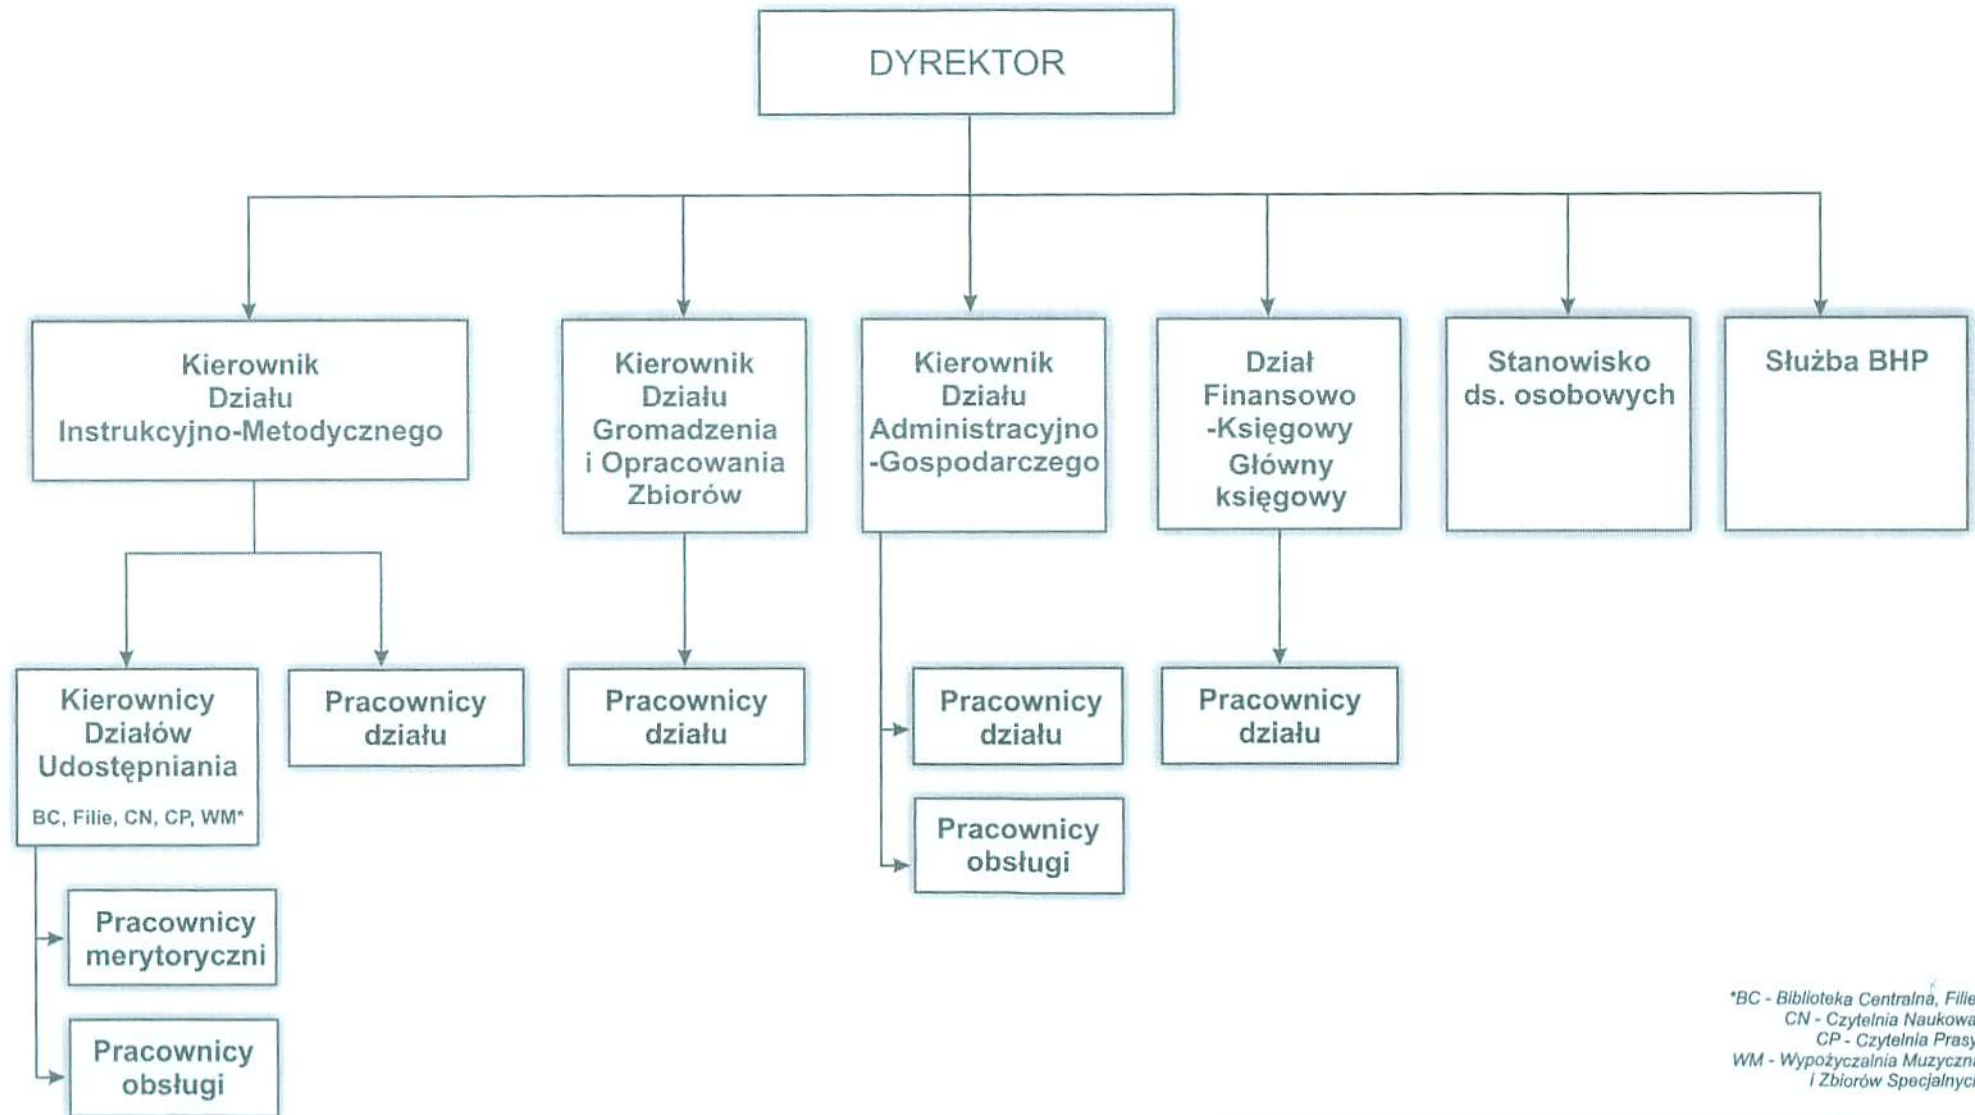 DYREKTOR
Kierownik
Działu
Instrukcyjno-Metodycznego
Kierownik
Działu
Gromadzenia
i Opracowania
Zbiorów
Kierownik
Działu
Administracyjno
-Gospodarczego
Dział
Finansowo
-Księgowy
Główny
księgowy
Stanowisko
ds. osobowych
Służba BHP
Kierownicy
Działów
Udostępniania
BC, Filie, CN, CP, WM*
Pracownicy
działu
Pracownicy
działu
Pracownicy
działu
Pracownicy
działu
Pracownicy
obsługi
Pracownicy
merytoryczni
Pracownicy
obsługi
*BC - Biblioteka Centralna, Filie
CN - Czytelnia Naukowa
CP - Czytelnia Prasy
WM - Wypożyczalnia Muzyczna
i Zbiorów Specjalnych